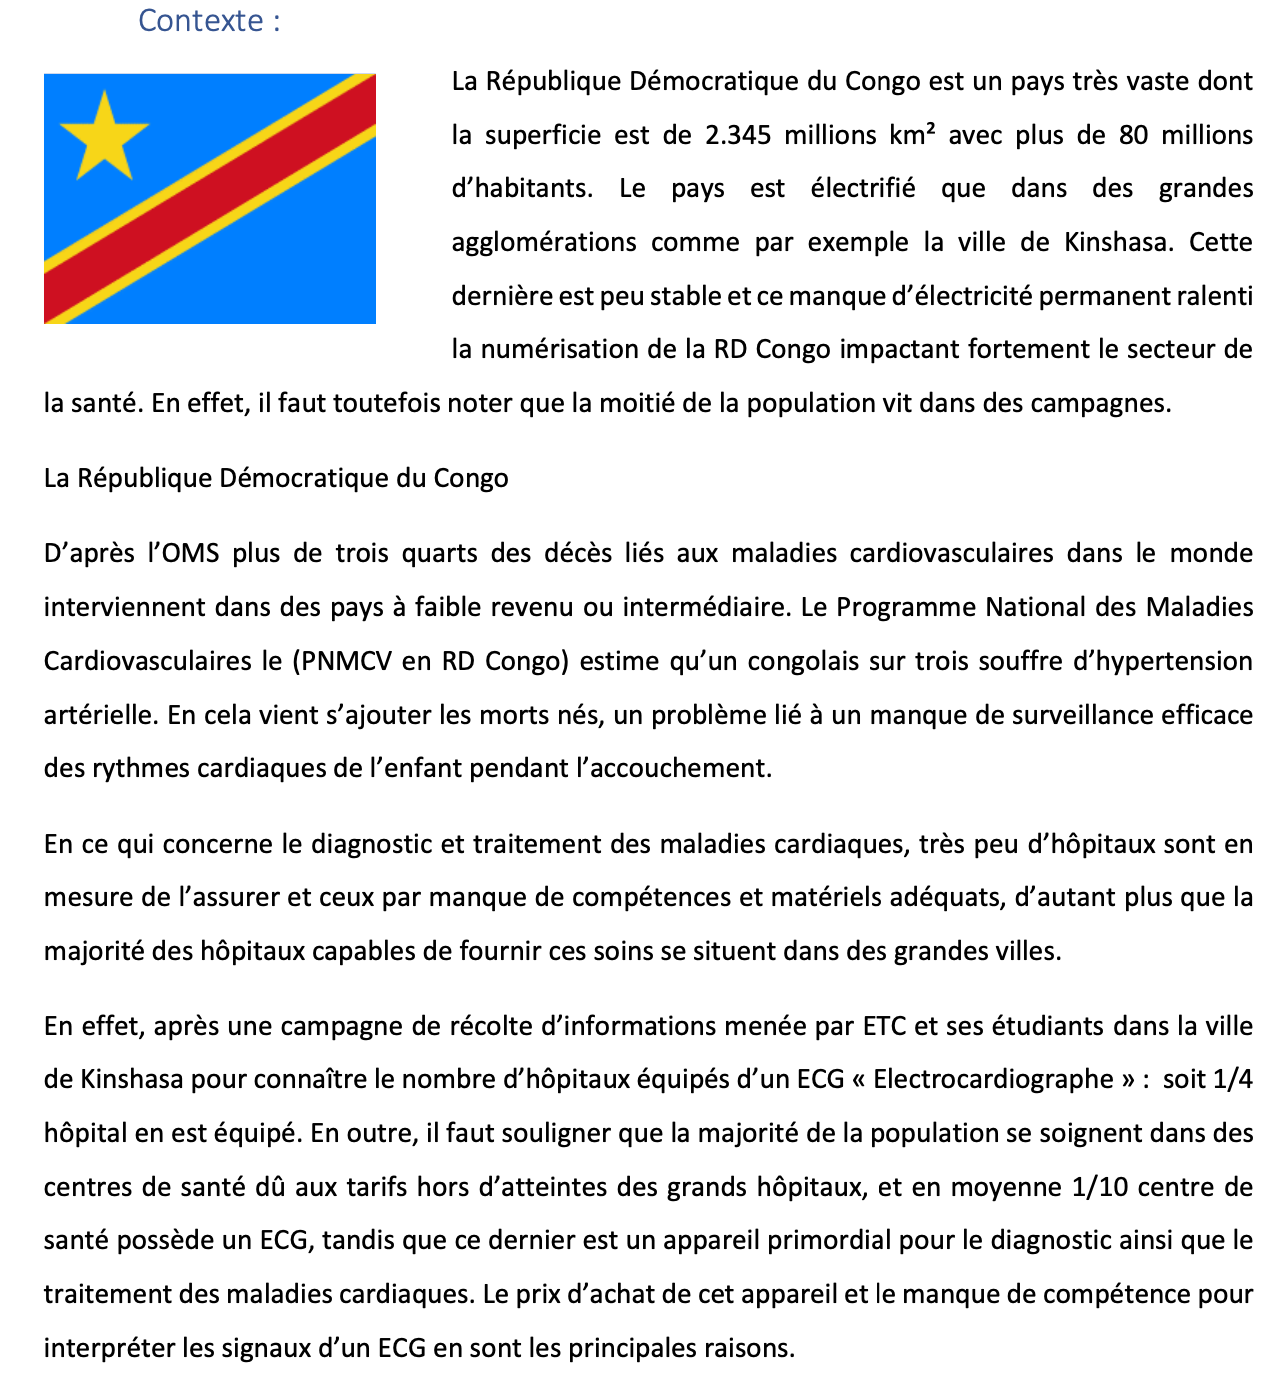 Contexte :
La République Démocratique du Congo est un pays très vaste dont
la superficie est de 2.345 millions km² avec plus de 80 millions
d’habitants. Le pays est électrifié que dans des grandes
agglomérations comme par exemple la ville de Kinshasa. Cette
dernière est peu stable et ce manque d’électricité permanent ralenti
la numérisation de la RD Congo impactant fortement le secteur de
la santé. En effet, il faut toutefois noter que la moitié de la population vit dans des campagnes.
La République Démocratique du Congo
D’après l’OMS plus de trois quarts des décès liés aux maladies cardiovasculaires dans le monde
interviennent dans des pays à faible revenu ou intermédiaire. Le Programme National des Maladies
Cardiovasculaires le (PNMCV en RD Congo) estime qu’un congolais sur trois souffre d’hypertension
artérielle. En cela vient s’ajouter les morts nés, un problème lié à un manque de surveillance efficace
des rythmes cardiaques de l’enfant pendant l’accouchement.
En ce qui concerne le diagnostic et traitement des maladies cardiaques, très peu d’hôpitaux sont en
mesure de l’assurer et ceux par manque de compétences et matériels adéquats, d’autant plus que la
majorité des hôpitaux capables de fournir ces soins se situent dans des grandes villes.
En effet, après une campagne de récolte d’informations menée par ETC et ses étudiants dans la ville
de Kinshasa pour connaître le nombre d’hôpitaux équipés d’un ECG « Electrocardiographe » :  soit 1/4
hôpital en est équipé. En outre, il faut souligner que la majorité de la population se soignent dans des
centres de santé dû aux tarifs hors d’atteintes des grands hôpitaux, et en moyenne 1/10 centre de
santé possède un ECG, tandis que ce dernier est un appareil primordial pour le diagnostic ainsi que le
traitement des maladies cardiaques. Le prix d’achat de cet appareil et le manque de compétence pour
interpréter les signaux d’un ECG en sont les principales raisons.